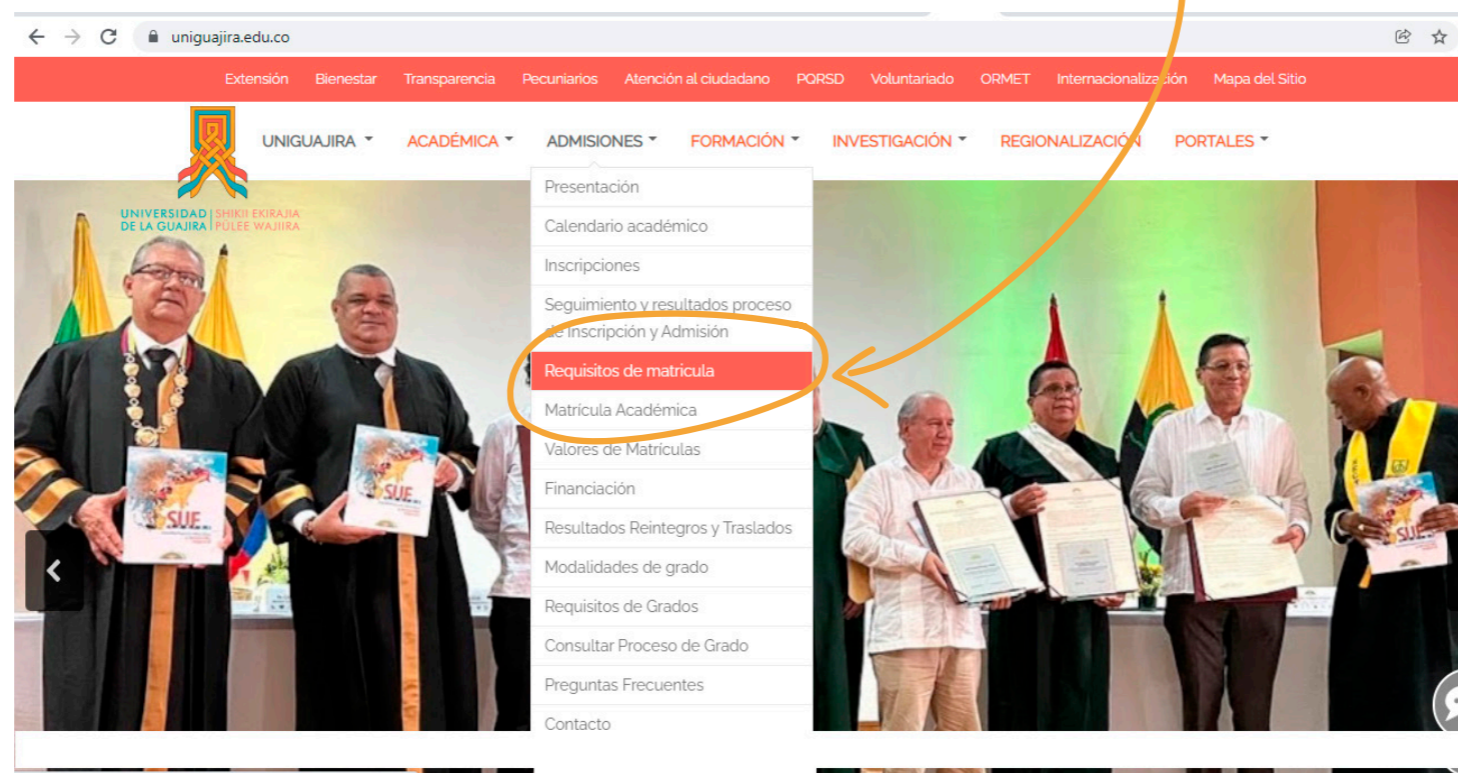 uniguajira.edu.co
Extensión Bienestar Transparencia Pecuniarios Atención al ciudadano PQRSD Voluntariado ORMET Internacionalización Mapa del Sitio
UNIGUAJIRA ACADÉMICA ADMISIONES FORMACIÓN INVESTIGACIÓN REGIONALIZACIÓN PORTALES
UNIVERSIDAD SHIKII EKIRAJIA
DE LA GUAJIRA PÜLEE WAJIIRA
Presentación
Calendario académico
Inscripciones
Seguimiento y resultados proceso
de Inscripción y Admisión
Requisitos de matricula
Matrícula Académica
Valores de Matrículas
Financiación
Resultados Reintegros y Traslados
Modalidades de grado
Requisitos de Grados
Consultar Proceso de Grado
Preguntas Frecuentes
Contacto
SUE
SUE
SUE